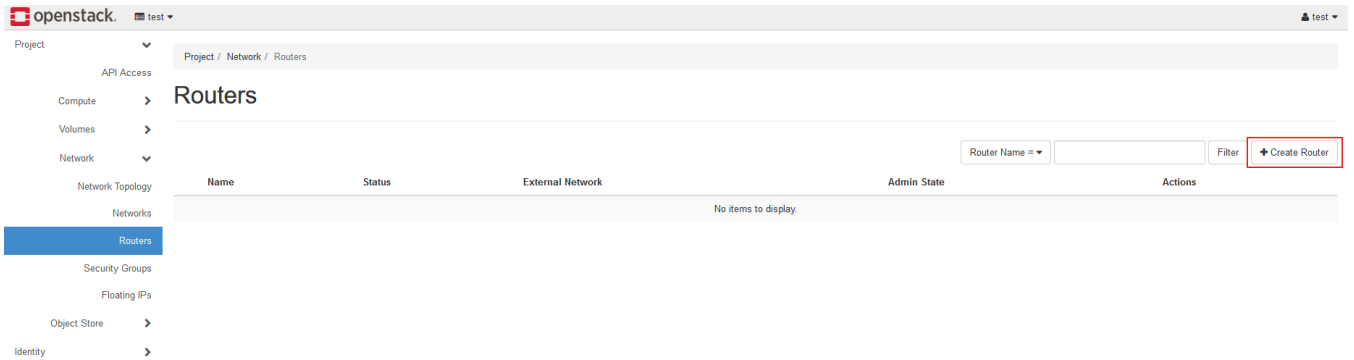 openstack. test
test
Project
API Access
Compute
Volumes
Network
Network Topology
Networks
Routers
Security Groups
Floating IPs
Object Store
Identity
Project / Network / Routers
Routers
Router Name = Filter + Create Router
Name Status External Network Admin State Actions
No items to display.